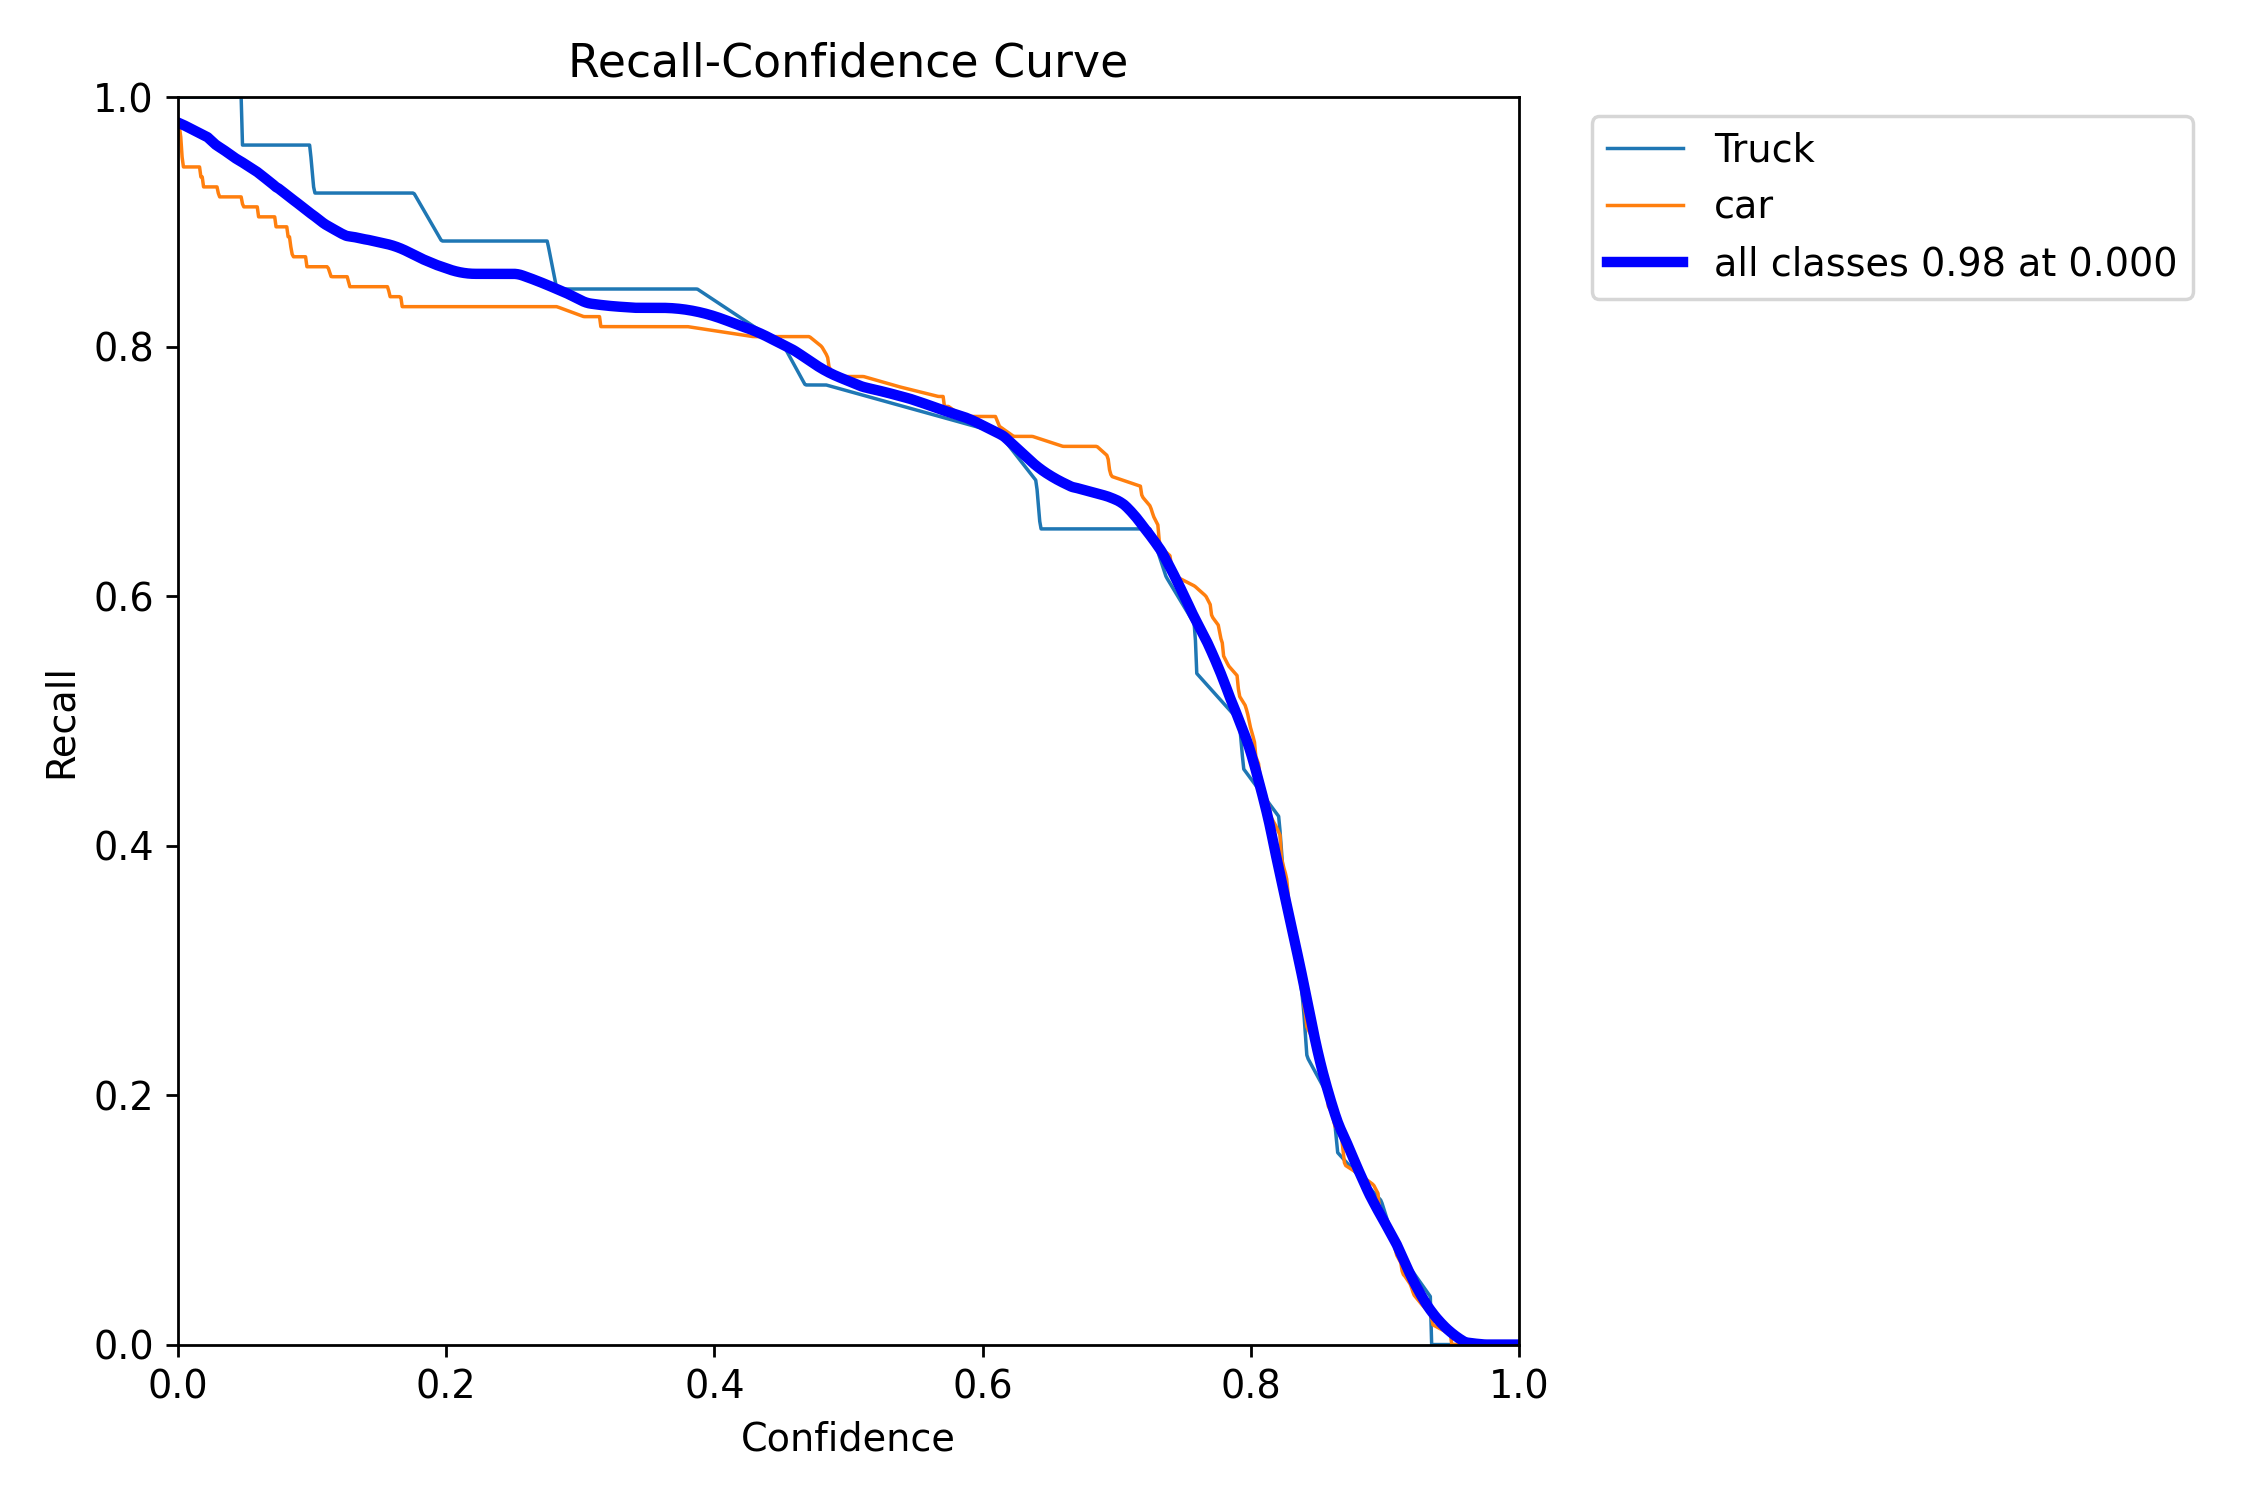 Recall-Confidence Curve
1.0
0.8
0.6
0.4
0.2
0.0
Recall
0.0 0.2 0.4 0.6 0.8 1.0
Confidence
Truck
car
all classes 0.98 at 0.000